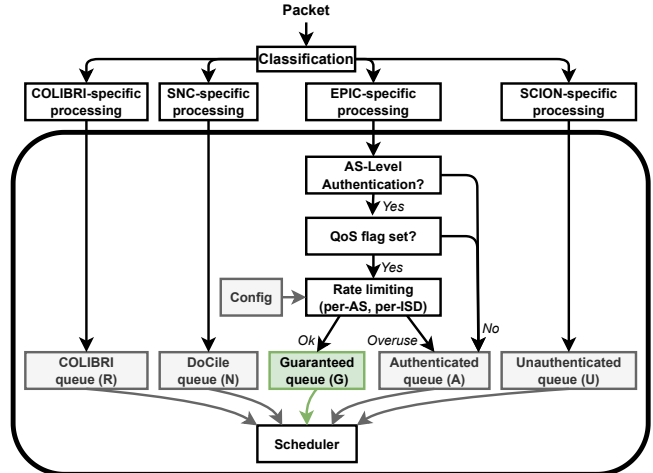 Packet
Classification
COLIBRI-specific
processing
SNC-specific
processing
EPIC-specific
processing
SCION-specific
processing
AS-Level
Authentication?
Yes
QoS flag set?
Yes
Config
Rate limiting
(per-AS, per-ISD)
Ok
Overuse
No
COLIBRI
queue (R)
DoCile
queue (N)
Guaranteed
queue (G)
Authenticated
queue (A)
Unauthenticated
queue (U)
Scheduler